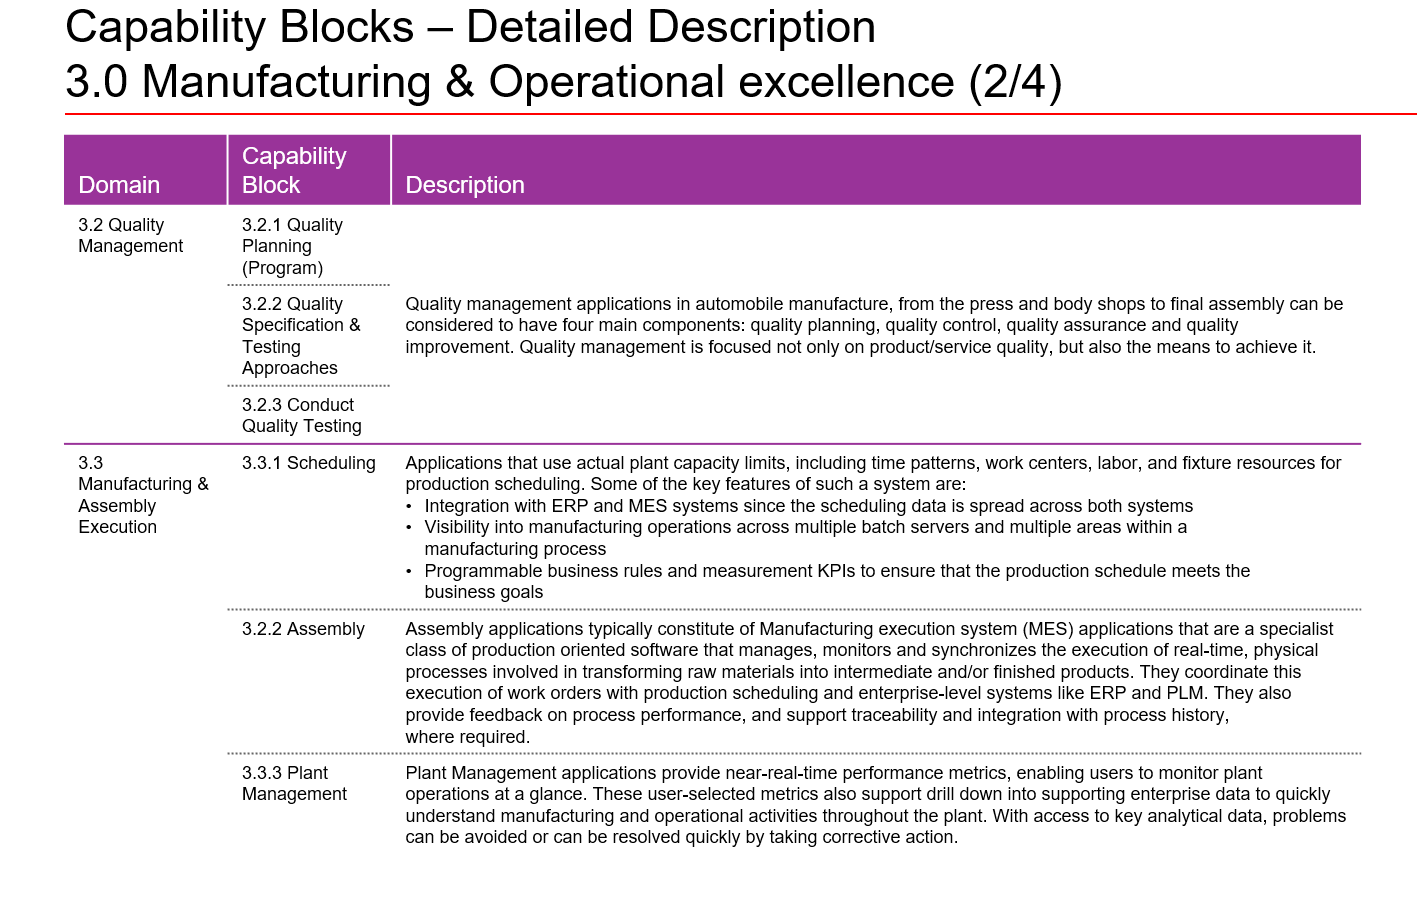 Capability Blocks – Detailed Description
3.0 Manufacturing & Operational excellence (2/4)
Domain
Capability
Block
Description
3.2 Quality
Management
3.2.1 Quality
Planning
(Program)
3.2.2 Quality
Specification &
Testing
Approaches
3.2.3 Conduct
Quality Testing
Quality management applications in automobile manufacture, from the press and body shops to final assembly can be
considered to have four main components: quality planning, quality control, quality assurance and quality
improvement. Quality management is focused not only on product/service quality, but also the means to achieve it.
3.3
Manufacturing &
Assembly
Execution
3.3.1 Scheduling
Applications that use actual plant capacity limits, including time patterns, work centers, labor, and fixture resources for
production scheduling. Some of the key features of such a system are:
• Integration with ERP and MES systems since the scheduling data is spread across both systems
• Visibility into manufacturing operations across multiple batch servers and multiple areas within a
manufacturing process
• Programmable business rules and measurement KPIs to ensure that the production schedule meets the
business goals
3.2.2 Assembly
Assembly applications typically constitute of Manufacturing execution system (MES) applications that are a specialist
class of production oriented software that manages, monitors and synchronizes the execution of real-time, physical
processes involved in transforming raw materials into intermediate and/or finished products. They coordinate this
execution of work orders with production scheduling and enterprise-level systems like ERP and PLM. They also
provide feedback on process performance, and support traceability and integration with process history,
where required.
3.3.3 Plant
Management
Plant Management applications provide near-real-time performance metrics, enabling users to monitor plant
operations at a glance. These user-selected metrics also support drill down into supporting enterprise data to quickly
understand manufacturing and operational activities throughout the plant. With access to key analytical data, problems
can be avoided or can be resolved quickly by taking corrective action.